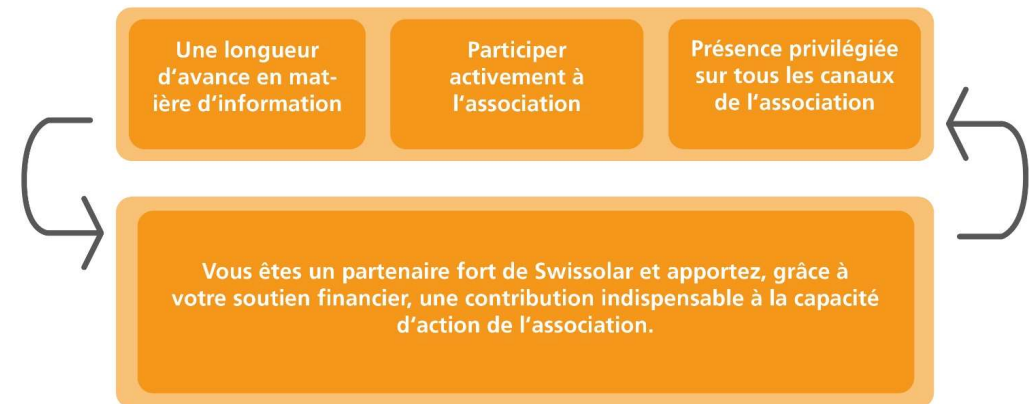 Une longueur
d‘avance en mat-
ière d‘information
Participer
activement à
l‘association
Présence privilégiée
sur tous les canaux
de l‘association
Vous êtes un partenaire fort de Swissolar et apportez, grâce à
votre soutien financier, une contribution indispensable à la capacité
d‘action de l‘association.